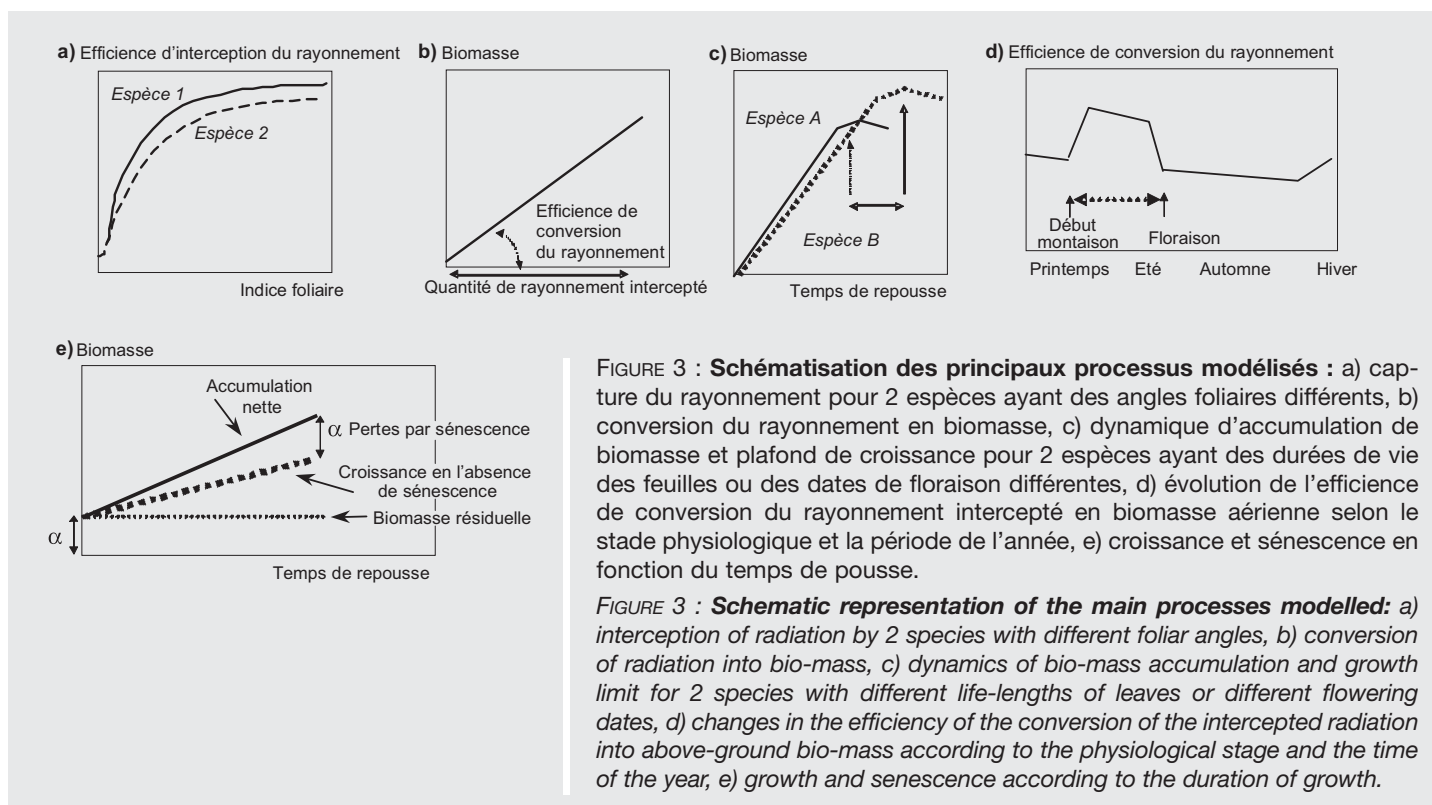 a) Efficience d'interception du rayonnement
Espèce 1
Espèce 2
Indice foliaire
b) Biomasse
Efficience de
conversion
du rayonnement
Quantité de rayonnement intercepté
c) Biomasse
Espèce A
Espèce B
Temps de repousse
d) Efficience de conversion du rayonnement
Début
montaison
Floraison
Printemps Eté Automne Hiver
e) Biomasse
Accumulation
nette
α Pertes par sénescence
Croissance en l'absence
de sénescence
Biomasse résiduelle
α
Temps de repousse
FIGURE 3 : Schématisation des principaux processus modélisés : a) cap-
ture du rayonnement pour 2 espèces ayant des angles foliaires différents, b)
conversion du rayonnement en biomasse, c) dynamique d'accumulation de
biomasse et plafond de croissance pour 2 espèces ayant des durées de vie
des feuilles ou des dates de floraison différentes, d) évolution de l'efficience
de conversion du rayonnement intercepté en biomasse aérienne selon le
stade physiologique et la période de l'année, e) croissance et sénescence en
fonction du temps de pousse.
FIGURE 3 : Schematic representation of the main processes modelled: a)
interception of radiation by 2 species with different foliar angles, b) conversion
of radiation into bio-mass, c) dynamics of bio-mass accumulation and growth
limit for 2 species with different life-lengths of leaves or different flowering
dates, d) changes in the efficiency of the conversion of the intercepted radiation
into above-ground bio-mass according to the physiological stage and the time
of the year, e) growth and senescence according to the duration of growth.